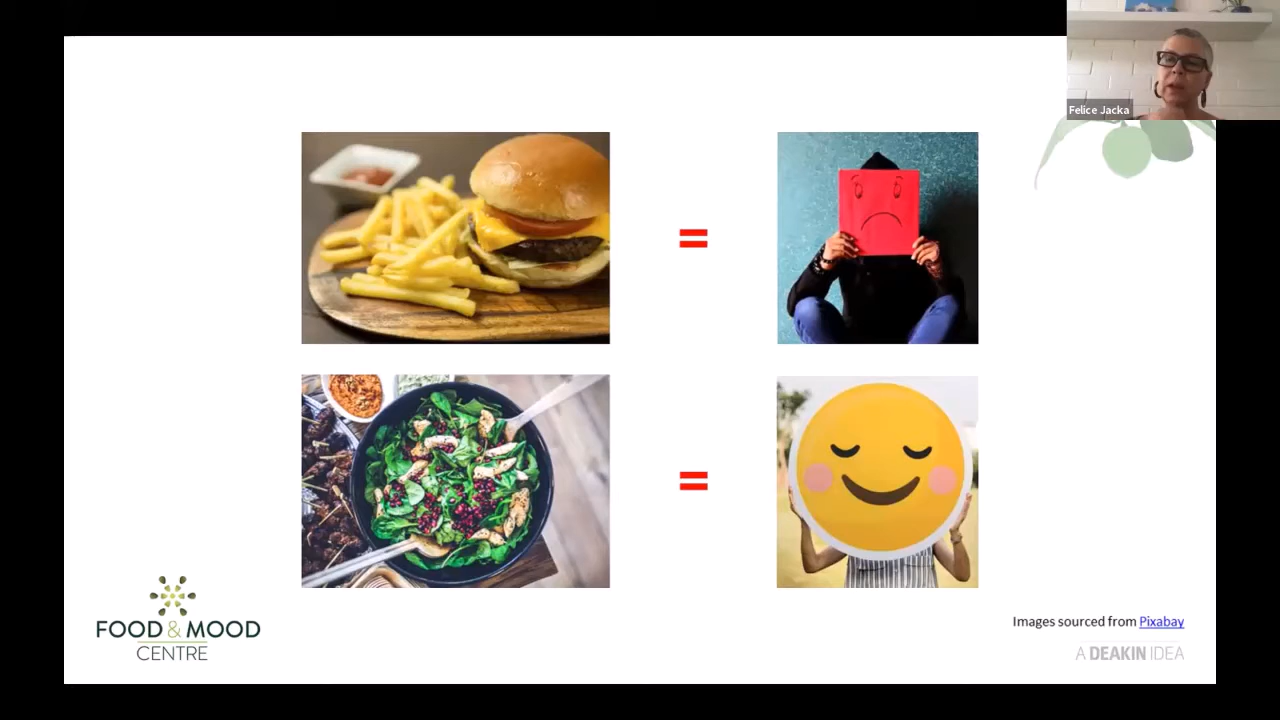 Felice Jacka
=
=
FOOD & MOOD
CENTRE
Images sourced from Pixabay
A DEAKIN IDEA